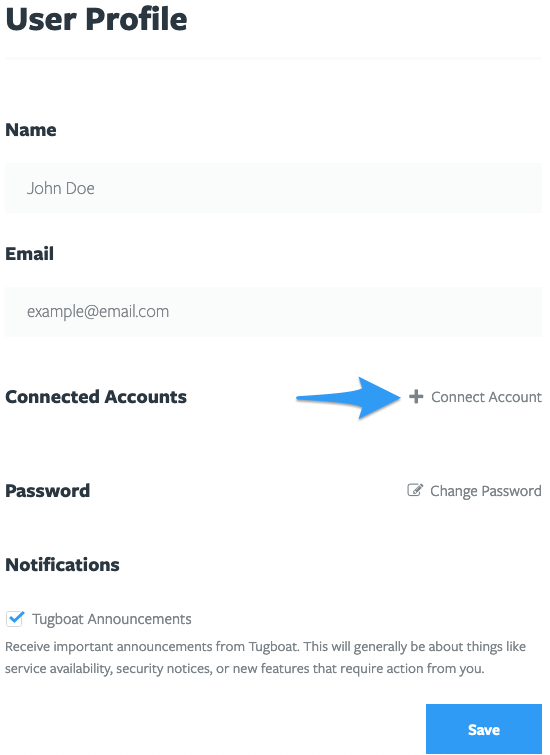 User Profile
Name
John Doe
Email
example@email.com
Connected Accounts
Connect Account
Password
Change Password
Notifications
Tugboat Announcements
Receive important announcements from Tugboat. This will generally be about things like
service availability, security notices, or new features that require action from you.
Save